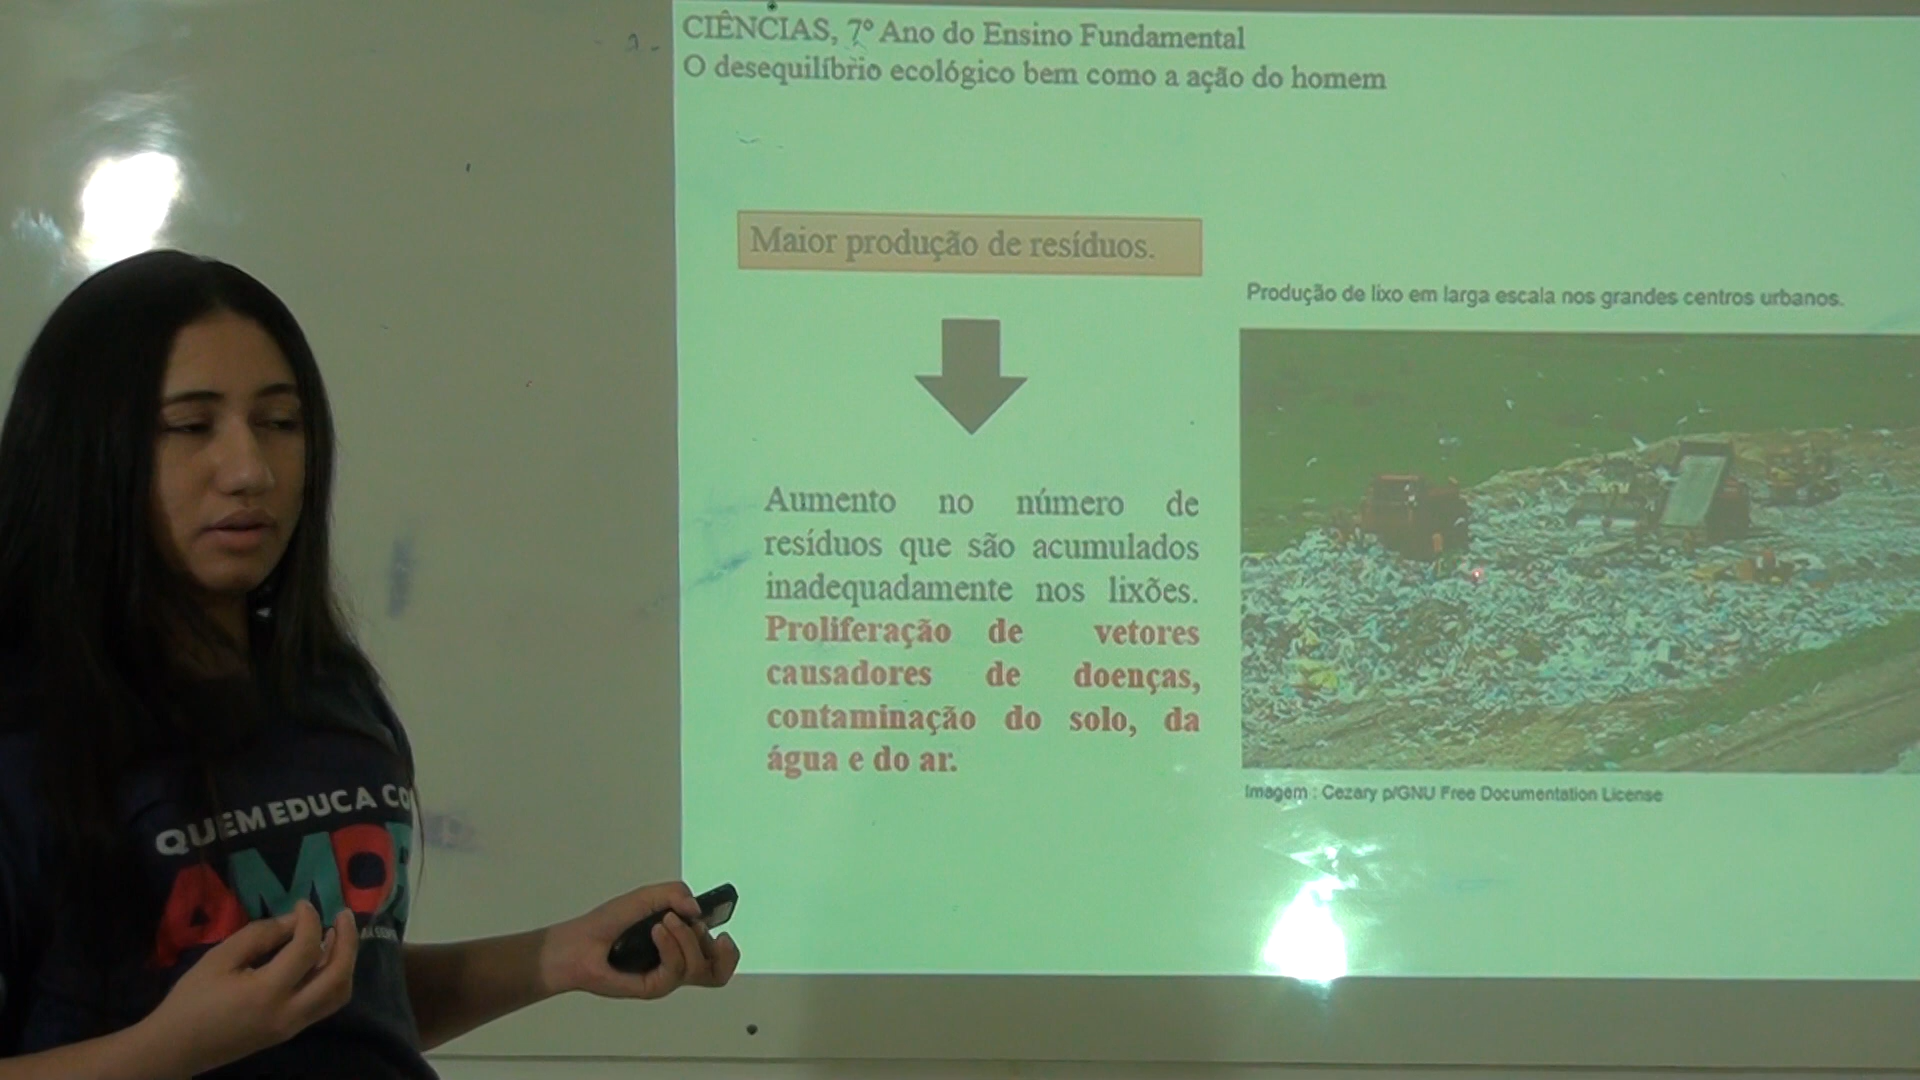 CIÊNCIAS, 7º Ano do Ensino Fundamental
O desequilíbrio ecológico bem como a ação do homem
Maior produção de resíduos.
Produção de lixo em larga escala nos grandes centros urbanos.
Aumento no número de
resíduos que são acumulados
inadequadamente nos lixões.
Proliferação de vetores
causadores de doenças,
contaminação do solo, da
água e do ar.
Imagem : Cezary p/GNU Free Documentation License
QUEM EDUCA CO
AMOR